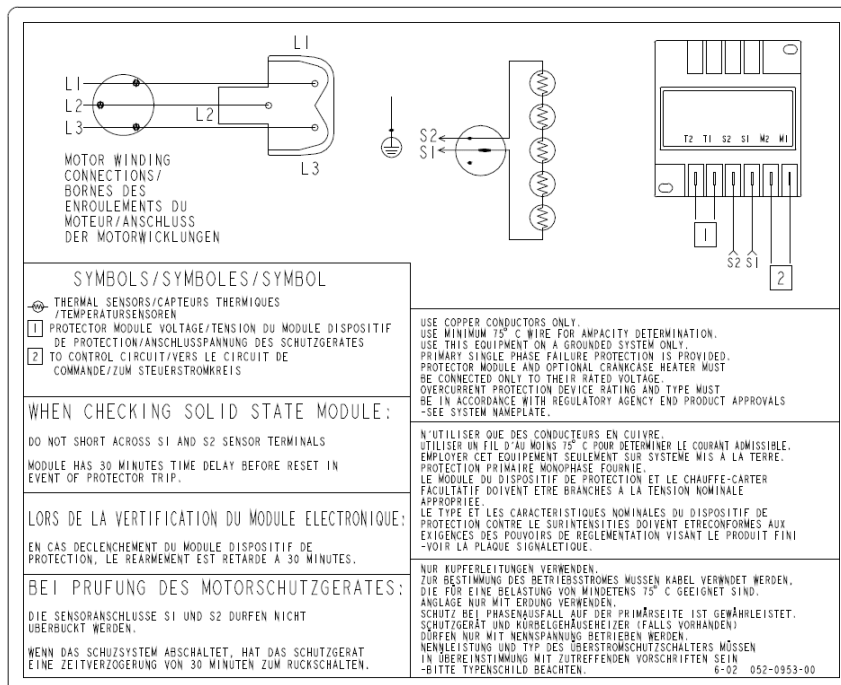 L1
L1
L2
L2
L3
L3
MOTOR WINDING
CONNECTIONS/
BORNES DES
ENROULEMENTS DU
MOTEUR/ANSCHLUSS
DER MOTORWICKLUNGEN
S2
S1
T2 T1 S2 S1 M2 M1
1
S2 S1
2
SYMBOLS/SYMBOLES/SYMBOL
THERMAL SENSORS/CAPTEURS THERMIQUES
/TEMPERATURSENSOREN
1 PROTECTOR MODULE VOLTAGE/TENSION DU MODULE DISPOSITIF
DE PROTECTION/ANSCHLUSSPANNUNG DES SCHUTZGERATES
2 TO CONTROL CIRCUIT/VERS LE CIRCUIT DE
COMMANDE/ZUM STEUERSTROMKREIS
WHEN CHECKING SOLID STATE MODULE:
DO NOT SHORT ACROSS S1 AND S2 SENSOR TERMINALS
MODULE HAS 30 MINUTES TIME DELAY BEFORE RESET IN
EVENT OF PROTECTOR TRIP.
LORS DE LA VERTIFICATION DU MODULE ELECTRONIQUE:
EN CAS DECLENCHEMENT DU MODULE DISPOSITIF DE
PROTECTION, LE REARMEMENT EST RETARDE A 30 MINUTES.
BEI PRUFUNG DES MOTORSCHUTZGERATES:
DIE SENSORANSCHLUSSE S1 UND S2 DURFEN NICHT
UBERBUCKT WERDEN.
WENN DAS SCHUZSYSTEM ABSCHALTET, HAT DAS SCHUTZGERAT
EINE ZEITVERZOGERUNG VON 30 MINUTEN ZUM RUCKSCHALTEN.
USE COPPER CONDUCTORS ONLY.
USE MINIMUM 75° C WIRE FOR AMPACITY DETERMINATION.
USE THIS EQUIPMENT ON A GROUNDED SYSTEM ONLY.
PRIMARY SINGLE PHASE FAILURE PROTECTION IS PROVIDED.
PROTECTOR MODULE AND OPTIONAL CRANKCASE HEATER MUST
BE CONNECTED ONLY TO THEIR RATED VOLTAGE.
OVERCURRENT PROTECTION DEVICE RATING AND TYPE MUST
BE IN ACCORDANCE WITH REGULATORY AGENCY END PRODUCT APPROVALS
-SEE SYSTEM NAMEPLATE.
N'UTILISER QUE DES CONDUCTEURS EN CUIVRE.
UTILISER UN FIL D'AU MOINS 75° C POUR DETERMINER LE COURANT ADMISSIBLE.
EMPLOYER CET EQUIPEMENT SEULEMENT SUR SYSTEME MIS A LA TERRE.
PROTECTION PRIMAIRE MONOPHASE FOURNIE.
LE MODULE DU DISPOSITIF DE PROTECTION ET LE CHAUFFE-CARTER
FACULTATIF DOIVENT ETRE BRANCHES A LA TENSION NOMINALE
APPROPRIEE.
LE TYPE ET LES CARACTERISTIQUES NOMINALES DU DISPOSITIF DE
PROTECTION CONTRE LE SURINTENSITIES DOIVENT ETRECONFORMES AUX
EXIGENCES DES POUVOIRS DE REGLEMENTATION VISANT LE PRODUIT FINI
-VOIR LA PLAQUE SIGNALETIQUE.
NUR KUPFERLEITUNGEN VERWENDEN.
ZUR BESTIMMUNG DES BETRIEBSSTROMES MUSSEN KABEL VERWNDET WERDEN,
DIE FÜR EINE BELASTUNG VON MINDETENS 75° C GEEIGNET SIND.
ANGLAGE NUR MIT ERDUNG VERWENDEN.
SCHUTZ BEI PHASENAUSFALL AUF DER PRIMARSEITE IST GEWÄHRLEISTET.
SCHUTZGERÄT UND KÜRBELGEHÄUSEHEIZER (FALLS VORHANDEN)
DÜRFEN NUR MIT NENNSPANNUNG BETRIEBEN WERDEN.
NENNLEISTUNG UND TYP DES ÜBERSTROMSCHUTZSCHALTERS MÜSSEN
IN ÜBEREINSTIMMUNG MIT ZUTREFFENDEN VORSCHRIFTEN SEIN
-BITTE TYPENSCHILD BEACHTEN. 6-02 052-0953-00